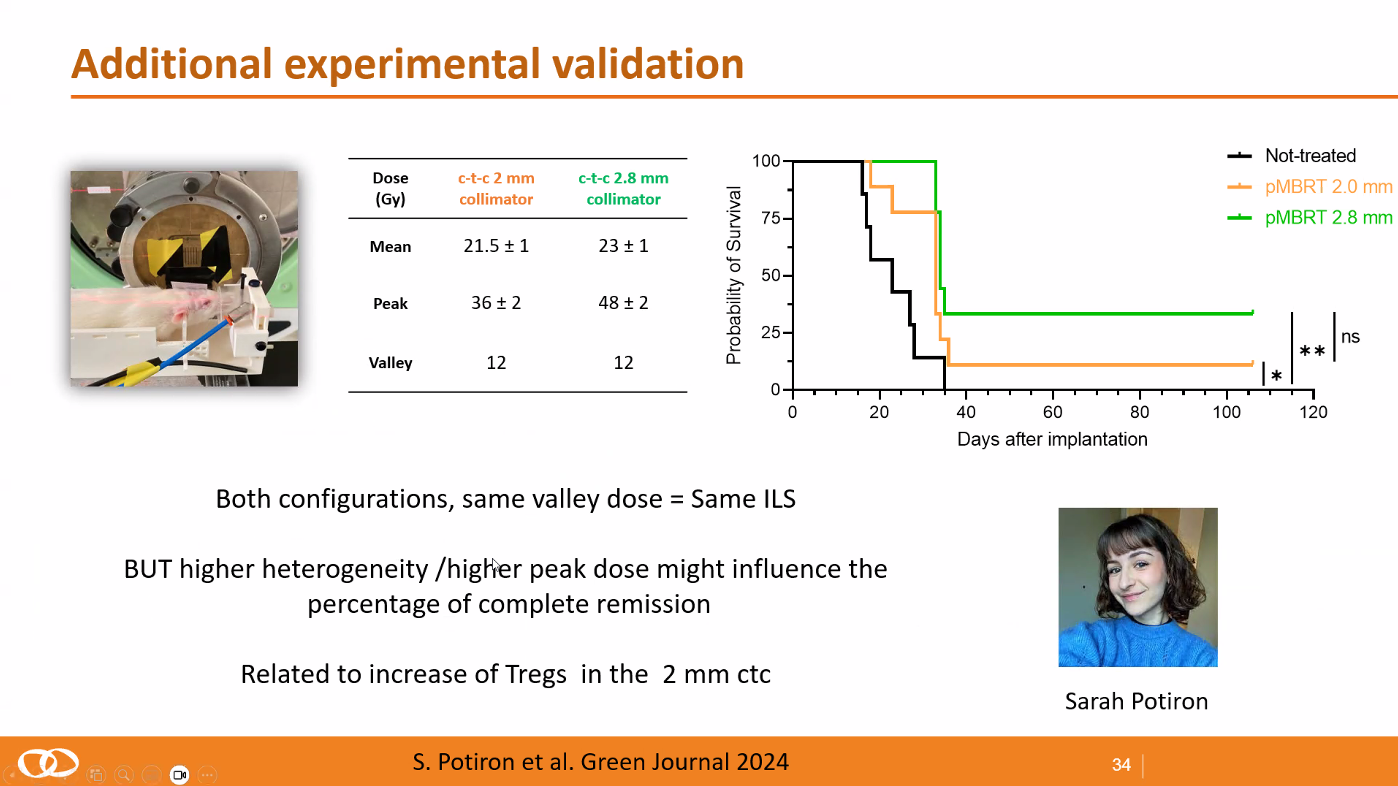 Additional experimental validation
Dose (Gy) c-t-c 2 mm collimator c-t-c 2.8 mm collimator
Mean 21.5 ± 1 23 ± 1
Peak 36 ± 2 48 ± 2
Valley 12 12
Probability of Survival
100
75
50
25
0
0 20 40 60 80 100 120
Days after implantation
Not-treated
pMBRT 2.0 mm
pMBRT 2.8 mm
*
**
ns
Both configurations, same valley dose = Same ILS
BUT higher heterogeneity /higher peak dose might influence the
percentage of complete remission
Related to increase of Tregs in the 2 mm ctc
Sarah Potiron
S. Potiron et al. Green Journal 2024
34